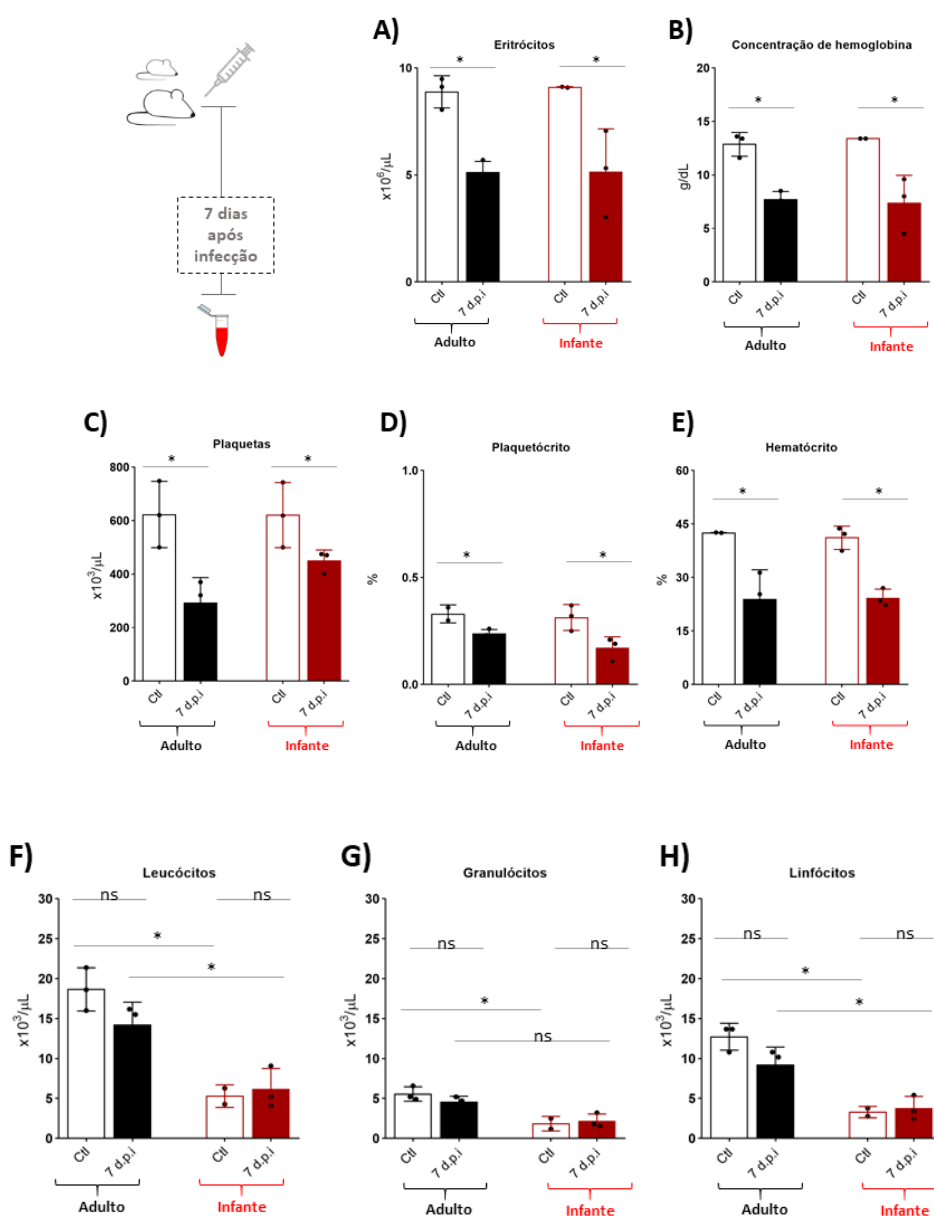 7 dias
após
infecção
A)
Eritrócitos
* *
x10⁶/µL
10
5
0
Ctl 7 d.p.i Ctl 7 d.p.i
Adulto Infante
B)
Concentração de hemoglobina
* *
g/dL
20
15
10
5
0
Ctl 7 d.p.i Ctl 7 d.p.i
Adulto Infante
C)
Plaquetas
* *
x10³/µL
800
600
400
200
0
Ctl 7 d.p.i Ctl 7 d.p.i
Adulto Infante
D)
Plaquetócrito
* *
%
1.0
0.5
0.0
Ctl 7 d.p.i Ctl 7 d.p.i
Adulto Infante
E)
Hematócrito
* *
%
60
45
30
15
0
Ctl 7 d.p.i Ctl 7 d.p.i
Adulto Infante
F)
Leucócitos
ns ns
*
*
x10³/µL
30
25
20
15
10
5
0
Ctl 7 d.p.i Ctl 7 d.p.i
Adulto Infante
G)
Granulócitos
ns ns
*
ns
x10³/µL
30
25
20
15
10
5
0
Ctl 7 d.p.i Ctl 7 d.p.i
Adulto Infante
H)
Linfócitos
ns ns
*
*
x10³/µL
30
25
20
15
10
5
0
Ctl 7 d.p.i Ctl 7 d.p.i
Adulto Infante